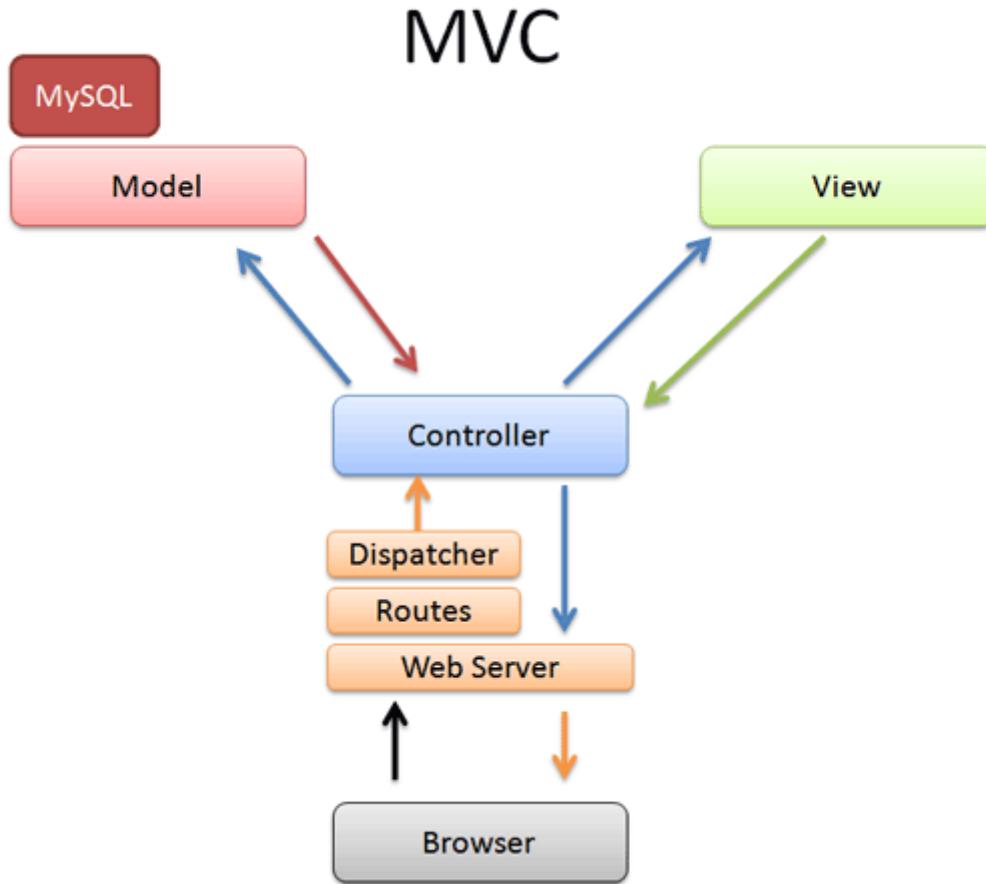 MVC
MySQL
Model
View
Controller
Dispatcher
Routes
Web Server
Browser